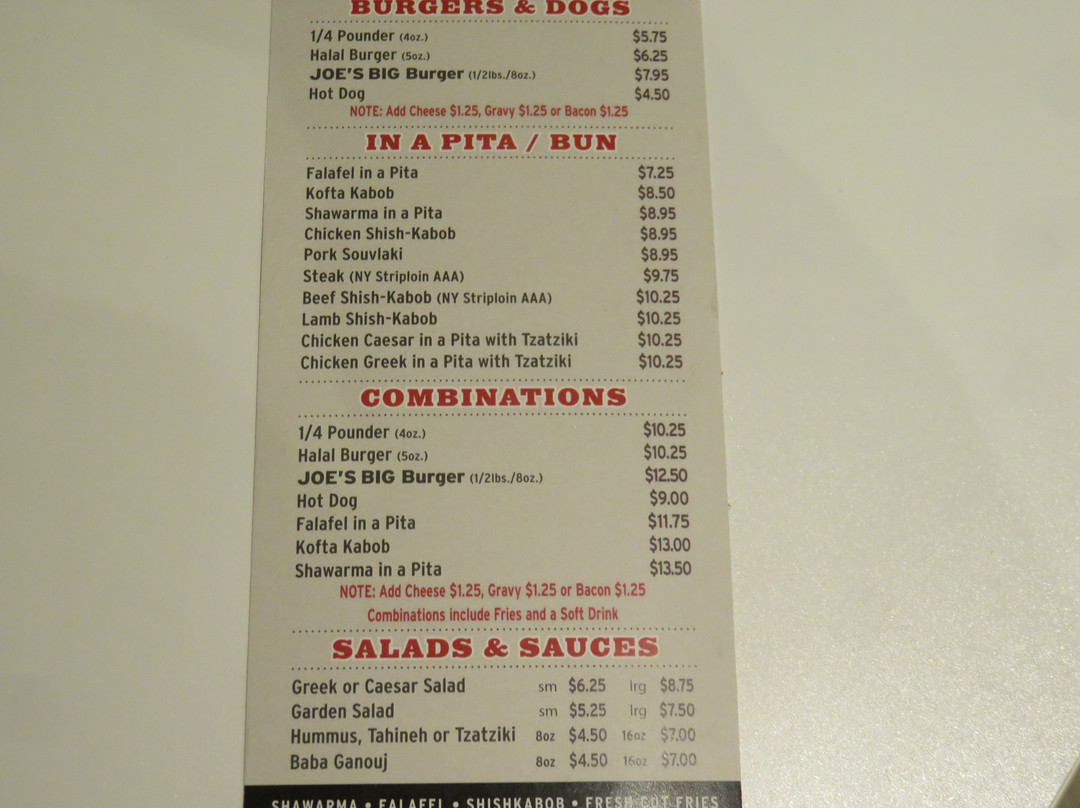 BURGERS & DOGS
1/4 Pounder (4oz.) $5.75
Halal Burger (5oz.) $6.25
JOE'S BIG Burger (1/2lbs./8oz.) $7.95
Hot Dog $4.50
NOTE: Add Cheese $1.25, Gravy $1.25 or Bacon $1.25
IN A PITA / BUN
Falafel in a Pita $7.25
Kofta Kabob $8.50
Shawarma in a Pita $8.95
Chicken Shish-Kabob $8.95
Pork Souvlaki $8.95
Steak (NY Striploin AAA) $9.75
Beef Shish-Kabob (NY Striploin AAA) $10.25
Lamb Shish-Kabob $10.25
Chicken Caesar in a Pita with Tzatziki $10.25
Chicken Greek in a Pita with Tzatziki $10.25
COMBINATIONS
1/4 Pounder (4oz.) $10.25
Halal Burger (5oz.) $10.25
JOE'S BIG Burger (1/2lbs./8oz.) $12.50
Hot Dog $9.00
Falafel in a Pita $11.75
Kofta Kabob $13.00
Shawarma in a Pita $13.50
NOTE: Add Cheese $1.25, Gravy $1.25 or Bacon $1.25
Combinations include Fries and a Soft Drink
SALADS & SAUCES
Greek or Caesar Salad sm $6.25 lrg $8.75
Garden Salad sm $5.25 lrg $7.50
Hummus, Tahineh or Tzatziki 8oz $4.50 16oz $7.00
Baba Ganouj 8oz $4.50 16oz $7.00
SHAWARMA • FALAFEL • SHISHKABOB • FRESH CUT FRIES